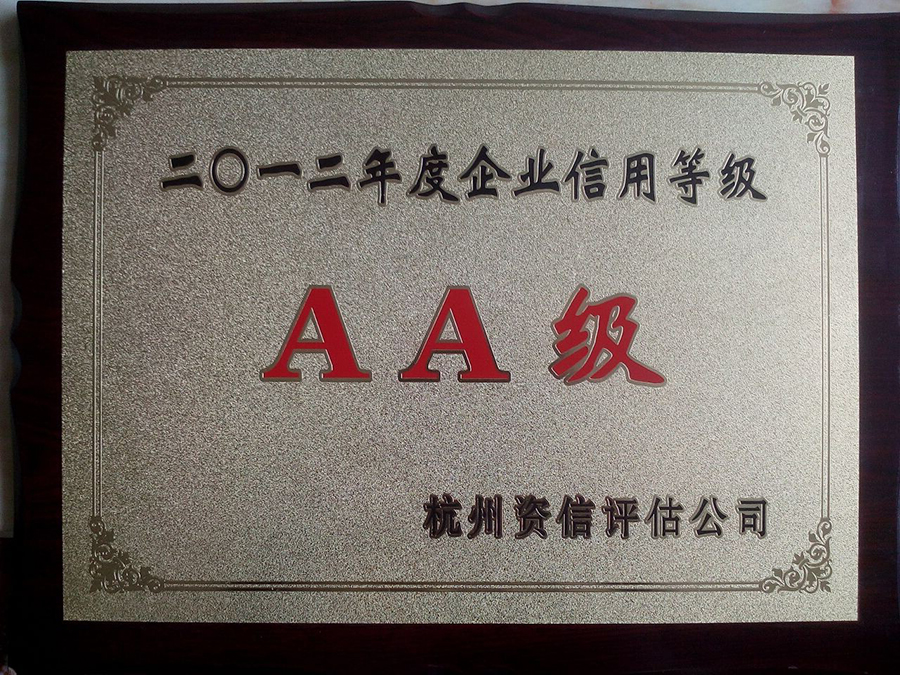 二〇一二年度企业信用等级
AA级
杭州资信评估公司